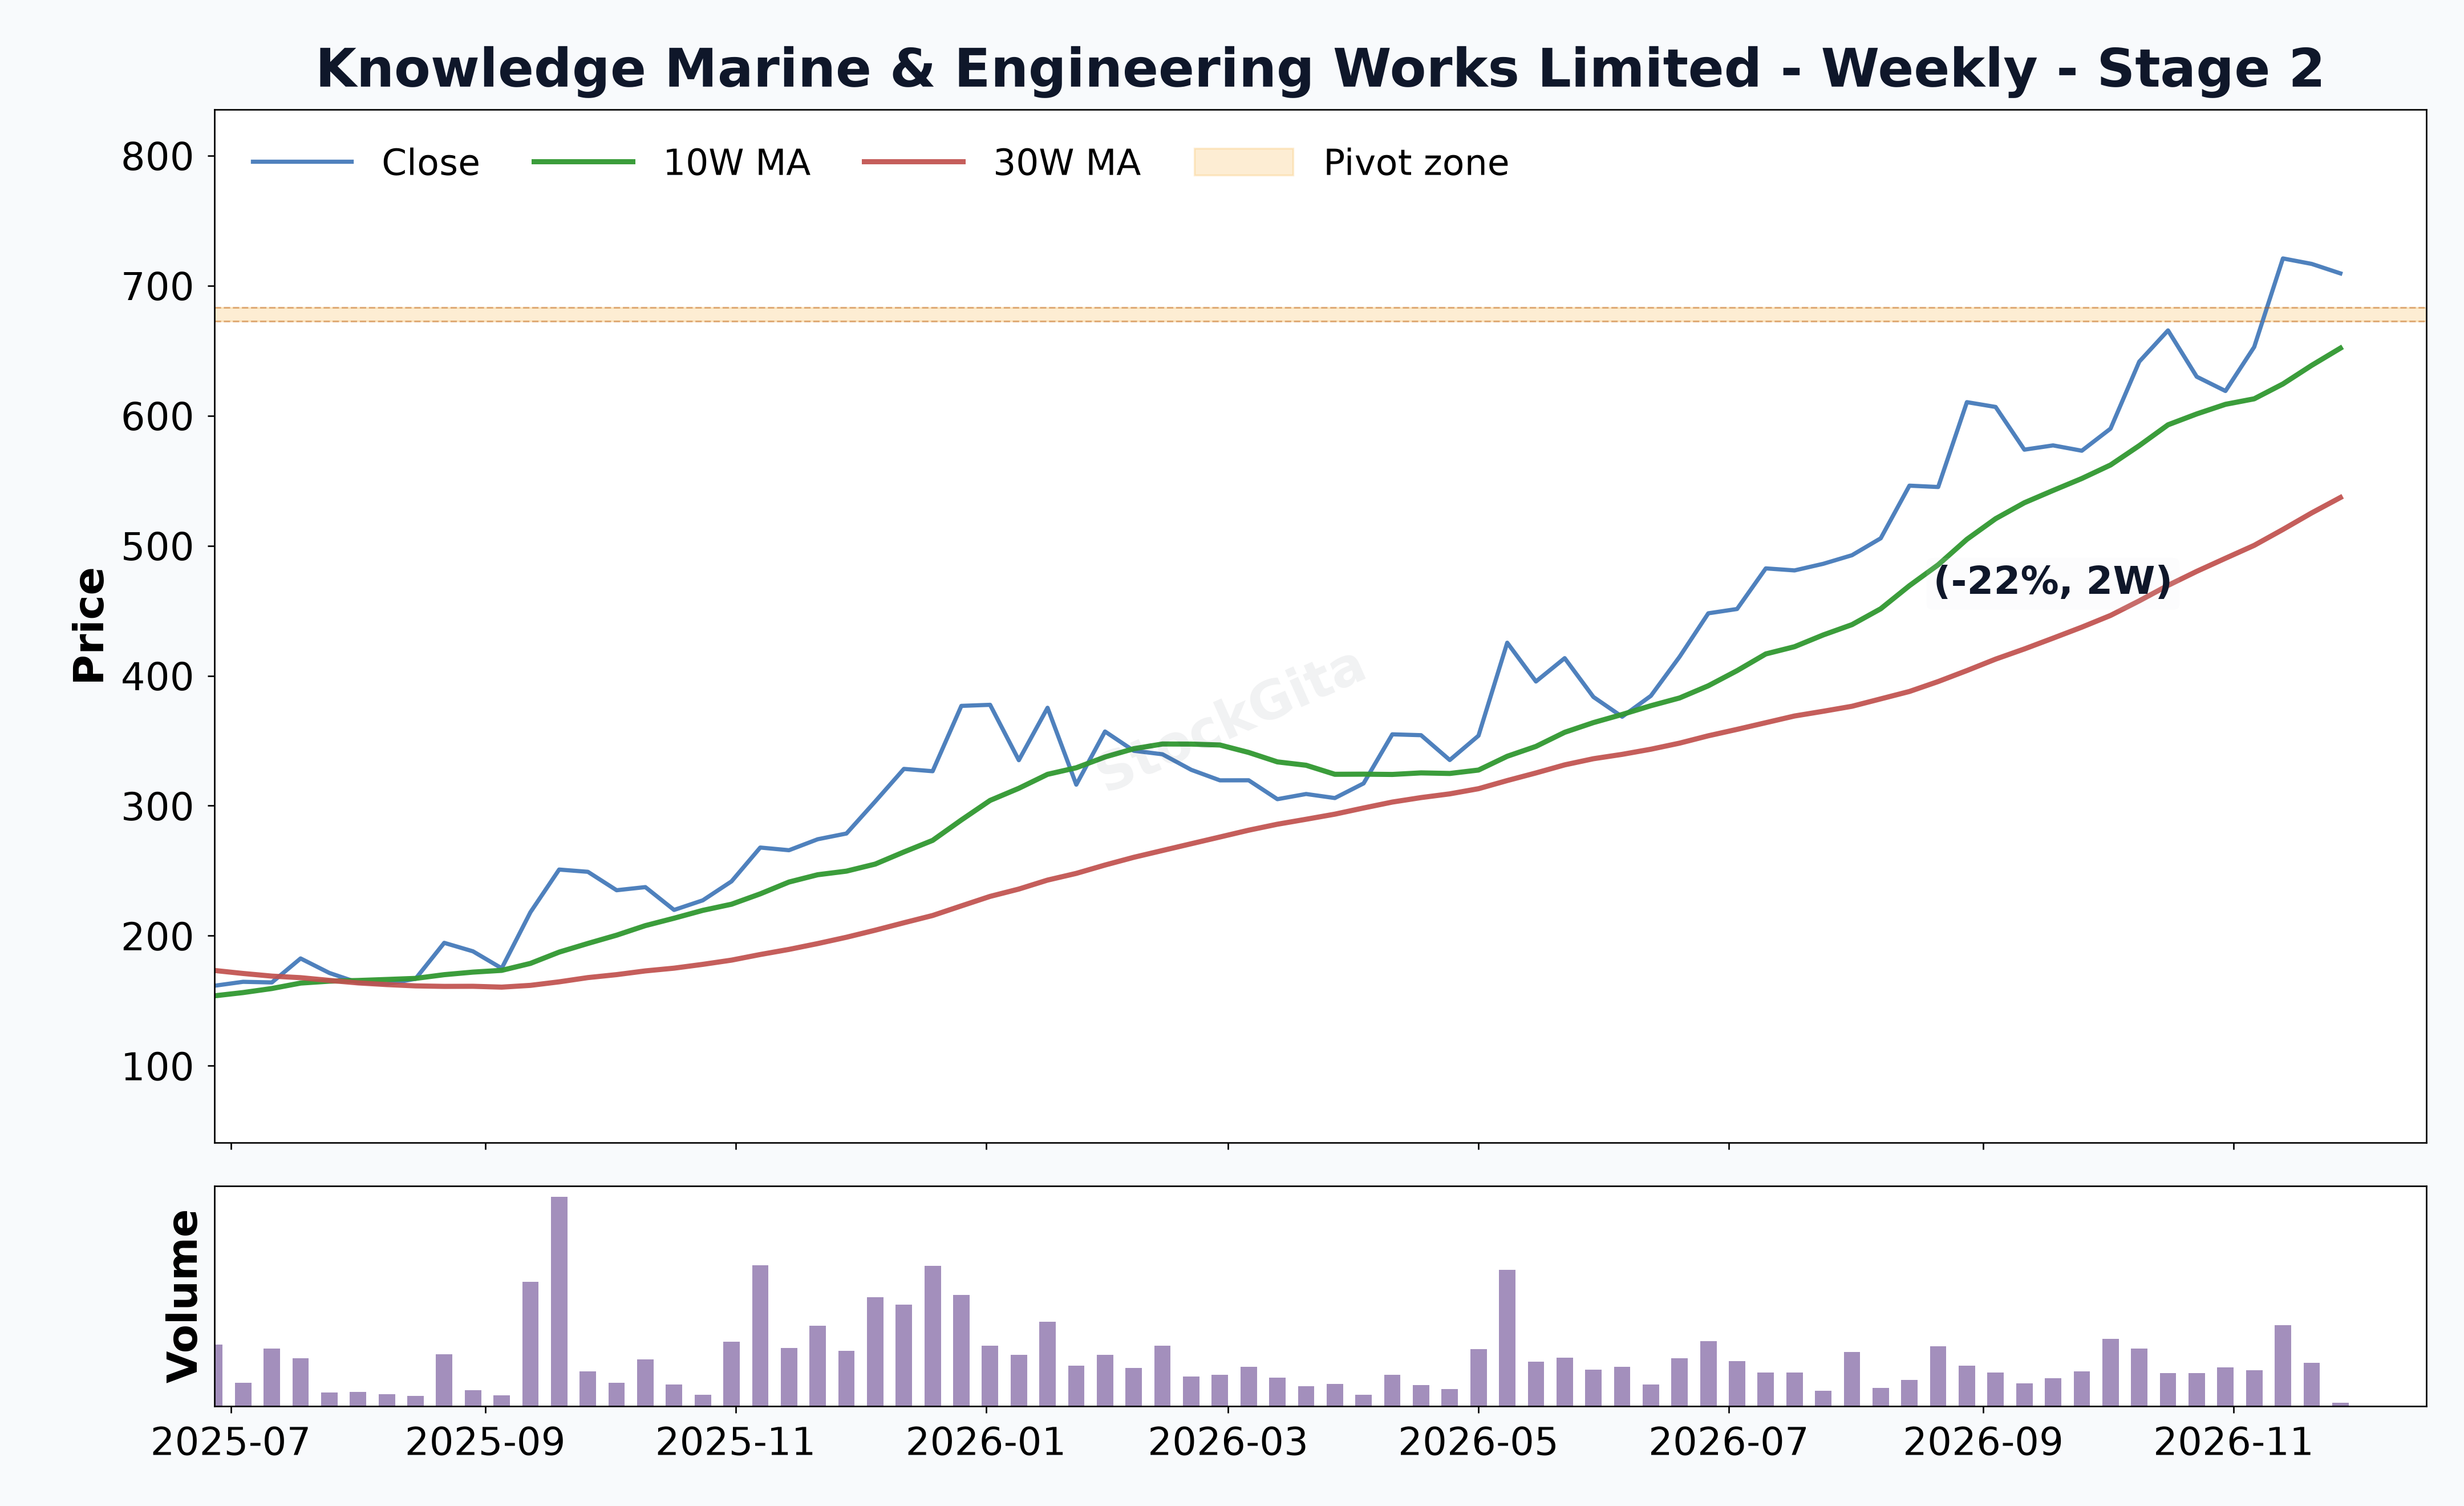 Knowledge Marine & Engineering Works Limited - Weekly - Stage 2
Close 10W MA 30W MA Pivot zone
800
700
600
500
400
300
200
100
Price
(-22%, 2W)
StockGita
Volume
2025-07 2025-09 2025-11 2026-01 2026-03 2026-05 2026-07 2026-09 2026-11